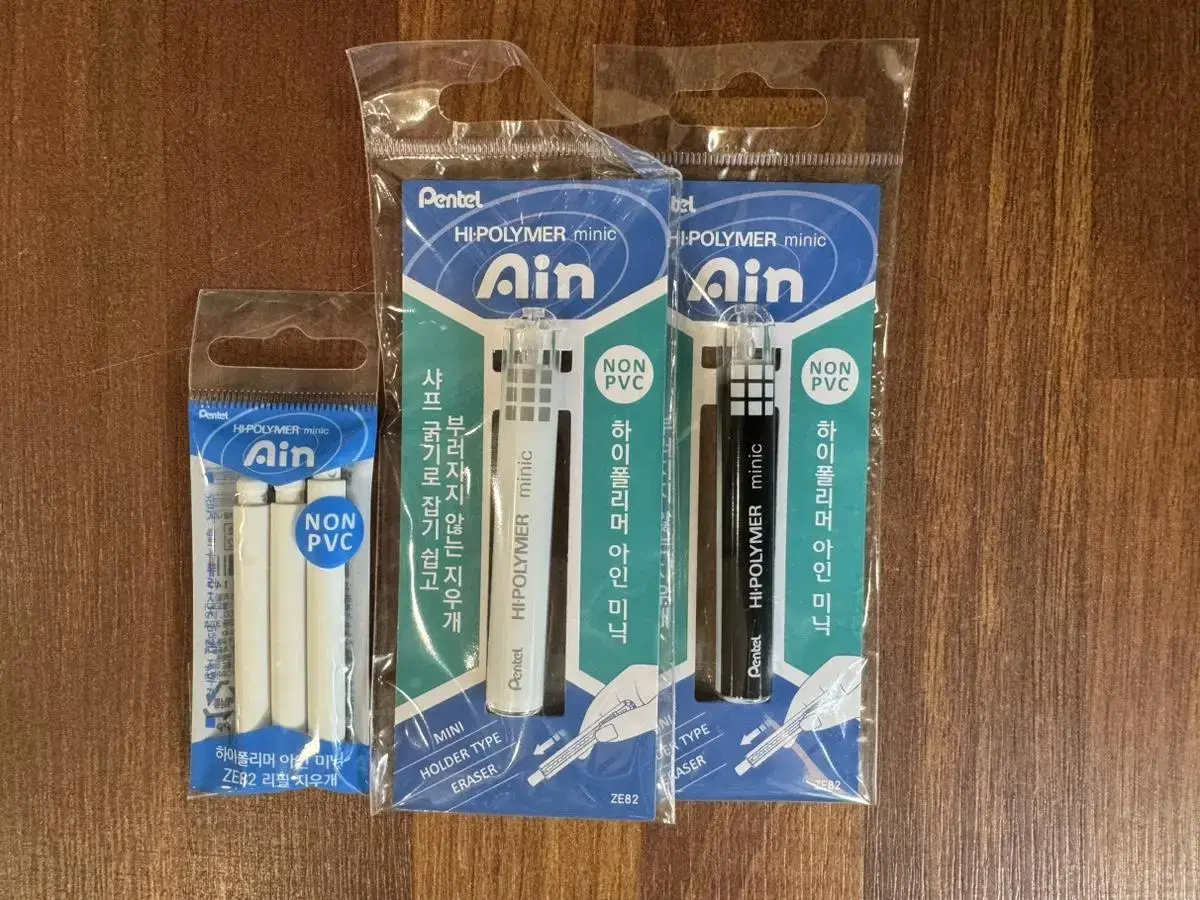 Pentel
HI-POLYMER minic
Ain
NON
PVC
하이폴리머 아인 미닉
ZE82 리필 지우개
Pentel
HI-POLYMER minic
Ain
NON
PVC
부러지지 않는 지우개
샤프 굵기로 잡기 쉽고
하이폴리머 아인 미닉
Pentel HI-POLYMER minic
MINI
HOLDER TYPE
ERASER
ZE82
HI-POLYMER minic
Ain
NON
PVC
하이폴리머 아인 미닉
Pentel HI-POLYMER minic
ZE82